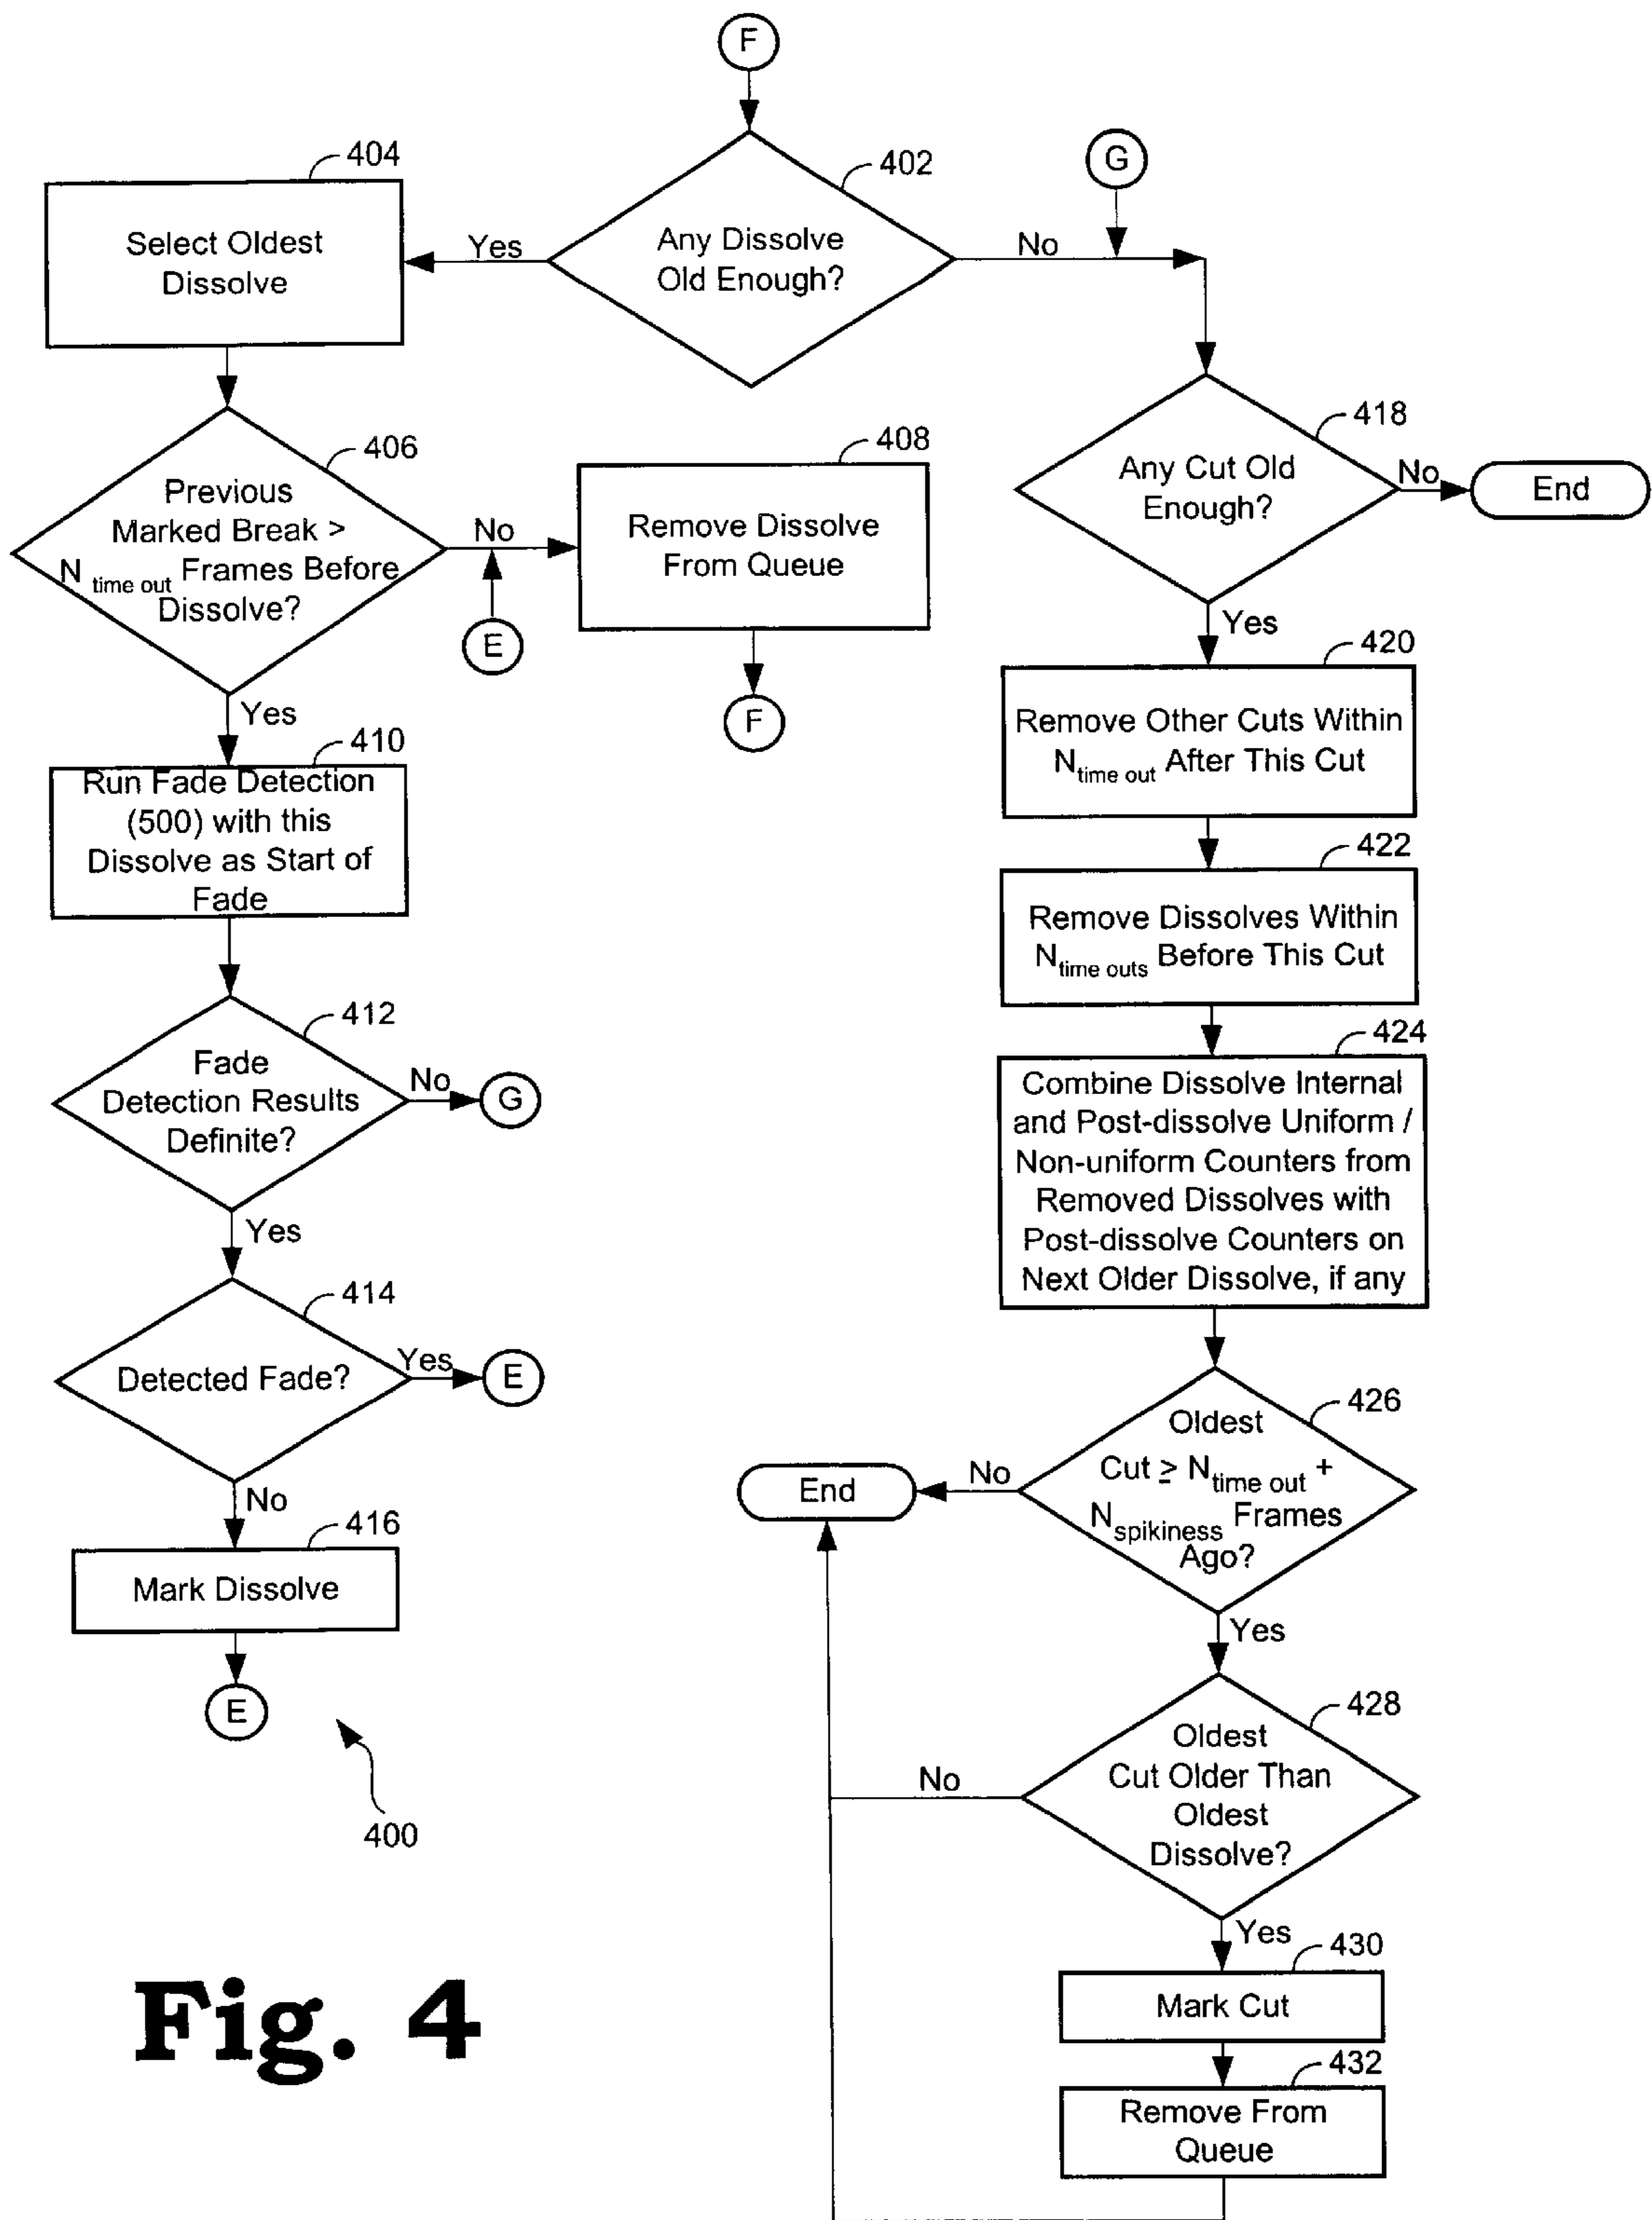 F
402
Any Dissolve
Old Enough?
Yes
No
G
404
Select Oldest
Dissolve
406
Previous
Marked Break >
N time out Frames Before
Dissolve?
No
E
Yes
408
Remove Dissolve
From Queue
F
410
Run Fade Detection
(500) with this
Dissolve as Start of
Fade
412
Fade
Detection Results
Definite?
No
G
Yes
414
Detected Fade?
Yes
E
No
416
Mark Dissolve
E
400
418
Any Cut Old
Enough?
No
End
Yes
420
Remove Other Cuts Within
Ntime out After This Cut
422
Remove Dissolves Within
Ntime outs Before This Cut
424
Combine Dissolve Internal
and Post-dissolve Uniform /
Non-uniform Counters from
Removed Dissolves with
Post-dissolve Counters on
Next Older Dissolve, if any
426
Oldest
Cut ≥ Ntime out +
Nspikiness Frames
Ago?
No
End
Yes
428
Oldest
Cut Older Than
Oldest
Dissolve?
No
Yes
430
Mark Cut
432
Remove From
Queue
Fig. 4